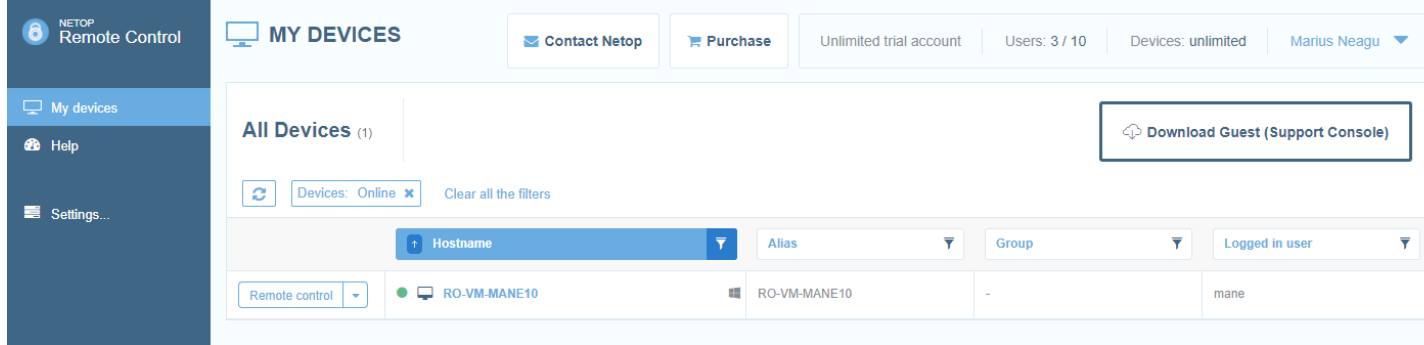 NETOP
Remote Control
MY DEVICES
Contact Netop
Purchase
Unlimited trial account
Users: 3 / 10
Devices: unlimited
Marius Neagu
My devices
Help
Settings...
All Devices (1)
Download Guest (Support Console)
Devices: Online
Clear all the filters
Hostname
Alias
Group
Logged in user
Remote control
RO-VM-MANE10
RO-VM-MANE10
-
mane